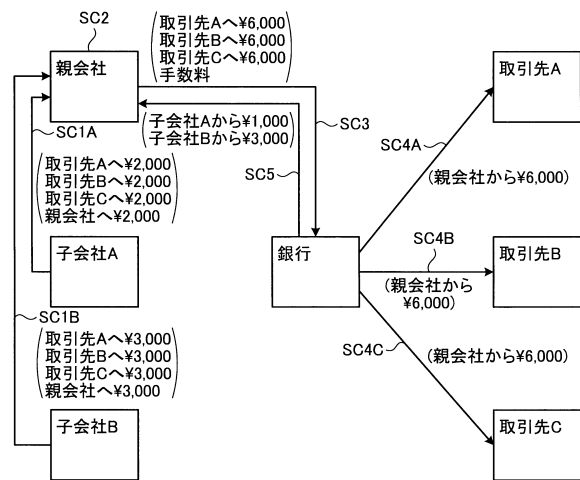 SC2
親会社
取引先Aへ¥6,000
取引先Bへ¥6,000
取引先Cへ¥6,000
手数料
取引先A
SC1A
子会社Aから¥1,000
子会社Bから¥3,000
SC3
SC4A
取引先Aへ¥2,000
取引先Bへ¥2,000
取引先Cへ¥2,000
親会社へ¥2,000
SC5
(親会社から¥6,000)
子会社A
銀行
SC4B
取引先B
(親会社から
¥6,000)
SC1B
取引先Aへ¥3,000
取引先Bへ¥3,000
取引先Cへ¥3,000
親会社へ¥3,000
SC4C
(親会社から¥6,000)
子会社B
取引先C